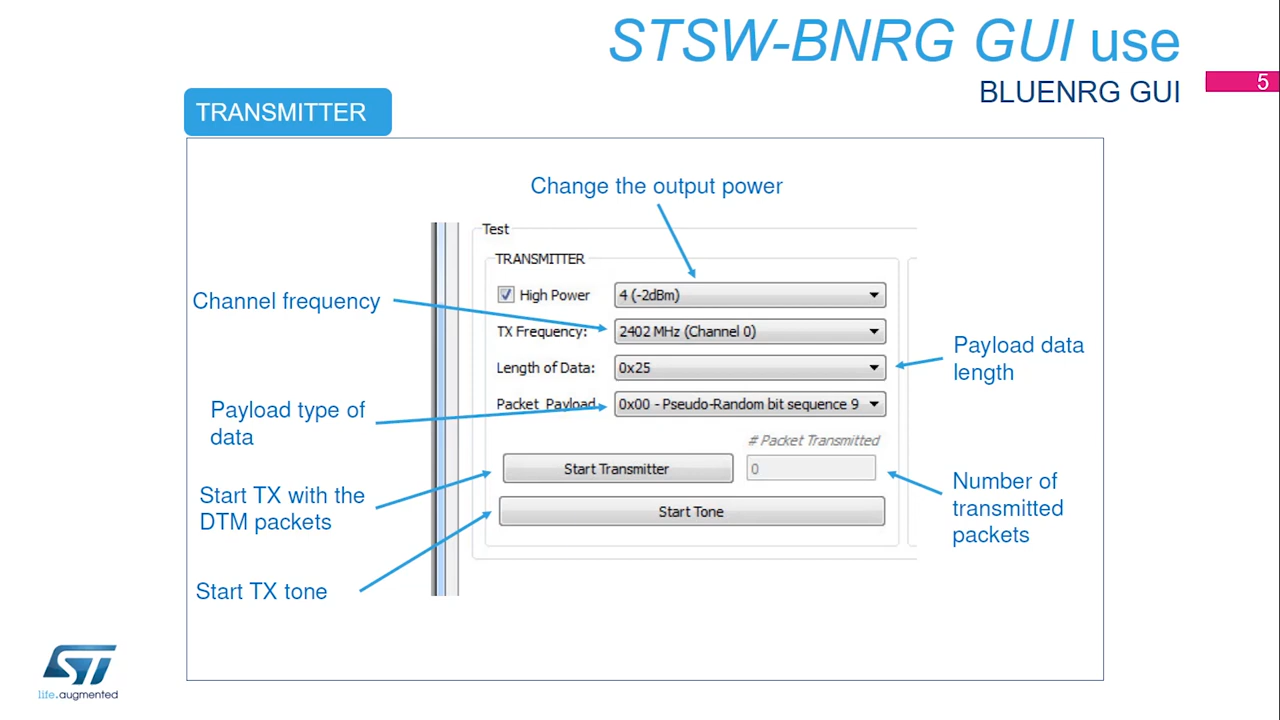 STSW-BNRG GUI use
BLUENRG GUI
5
TRANSMITTER
Change the output power
Test
TRANSMITTER
High Power
4 (-2dBm)
Channel frequency
TX Frequency:
2402 MHz (Channel 0)
Length of Data:
0x25
Payload data
length
Packet Payload
0x00 - Pseudo-Random bit sequence 9
Payload type of
data
# Packet Transmitted
Start Transmitter
0
Start TX with the
DTM packets
Number of
transmitted
packets
Start Tone
Start TX tone
ST
life.augmented